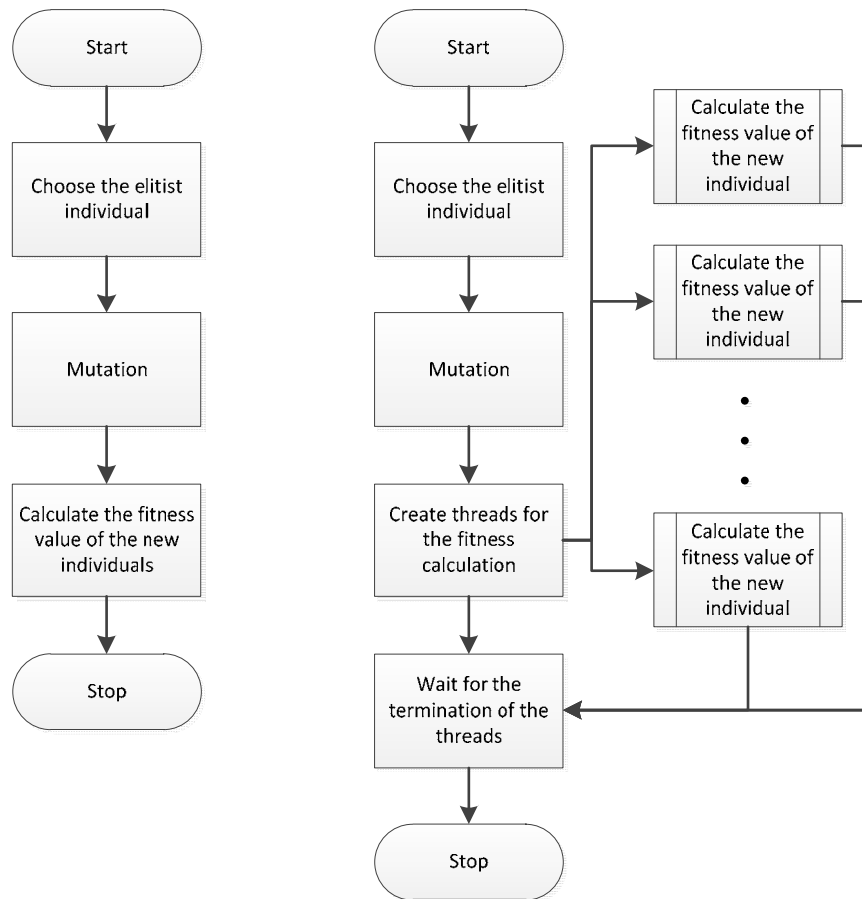 Start
Choose the elitist
individual
Mutation
Calculate the fitness
value of the new
individuals
Stop
Start
Choose the elitist
individual
Mutation
Create threads for
the fitness
calculation
Wait for the
termination of the
threads
Stop
Calculate the
fitness value of
the new
individual
Calculate the
fitness value of
the new
individual
Calculate the
fitness value of
the new
individual